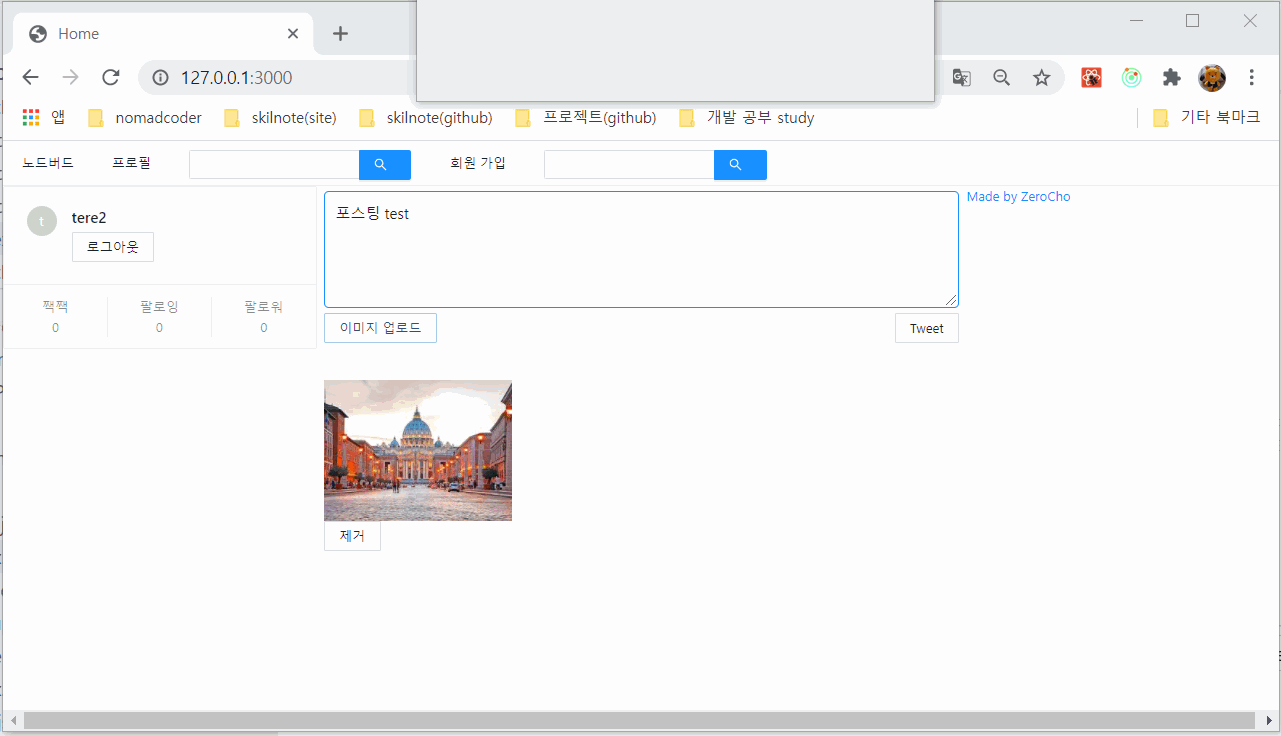 Home
127.0.0.1:3000
앱 nomadcoder skilnote(site) skilnote(github) 프로젝트(github) 개발 공부 study 기타 북마크
노드버드 프로필 회원 가입
t tere2
로그아웃
짹짹 팔로잉 팔로워
0 0 0
포스팅 test
이미지 업로드 Tweet
제거
Made by ZeroCho